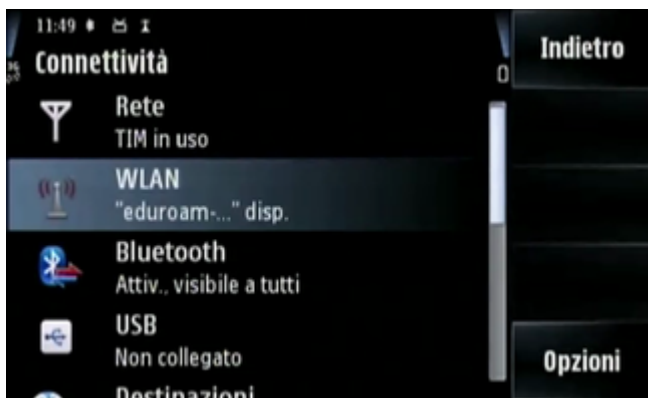 11:49
Connettività
Indietro
Rete
TIM in uso
WLAN
"eduroam-..." disp.
Bluetooth
Attiv., visibile a tutti
USB
Non collegato
Destinazioni
Opzioni